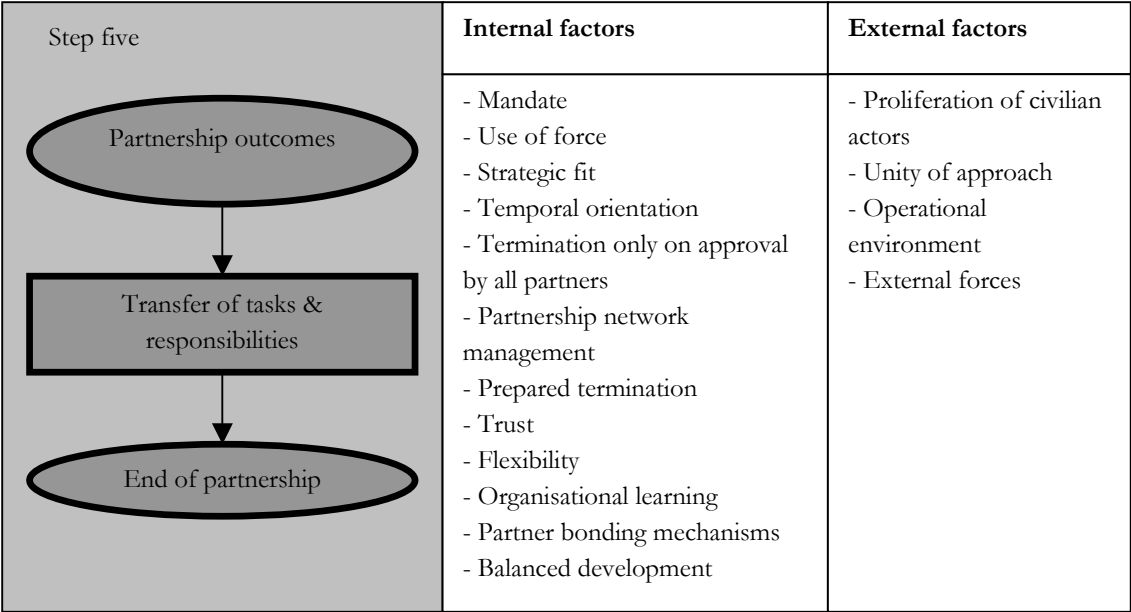 Step five
Partnership outcomes
Transfer of tasks &
responsibilities
End of partnership
Internal factors
- Mandate
- Use of force
- Strategic fit
- Temporal orientation
- Termination only on approval
by all partners
- Partnership network
management
- Prepared termination
- Trust
- Flexibility
- Organisational learning
- Partner bonding mechanisms
- Balanced development
External factors
- Proliferation of civilian
actors
- Unity of approach
- Operational
environment
- External forces